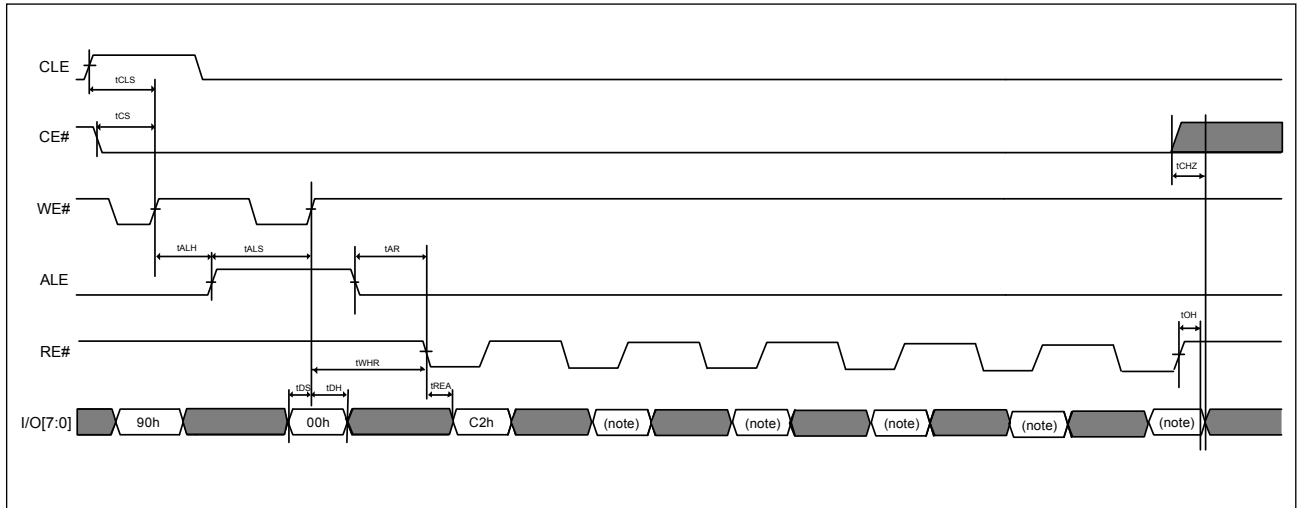 CLE
tCLS
CE#
tCS
tCHZ
WE#
tALH tALS tAR
ALE
tOH
RE#
tWHR
tDS tDH tREA
I/O[7:0] 90h 00h C2h (note) (note) (note) (note) (note)